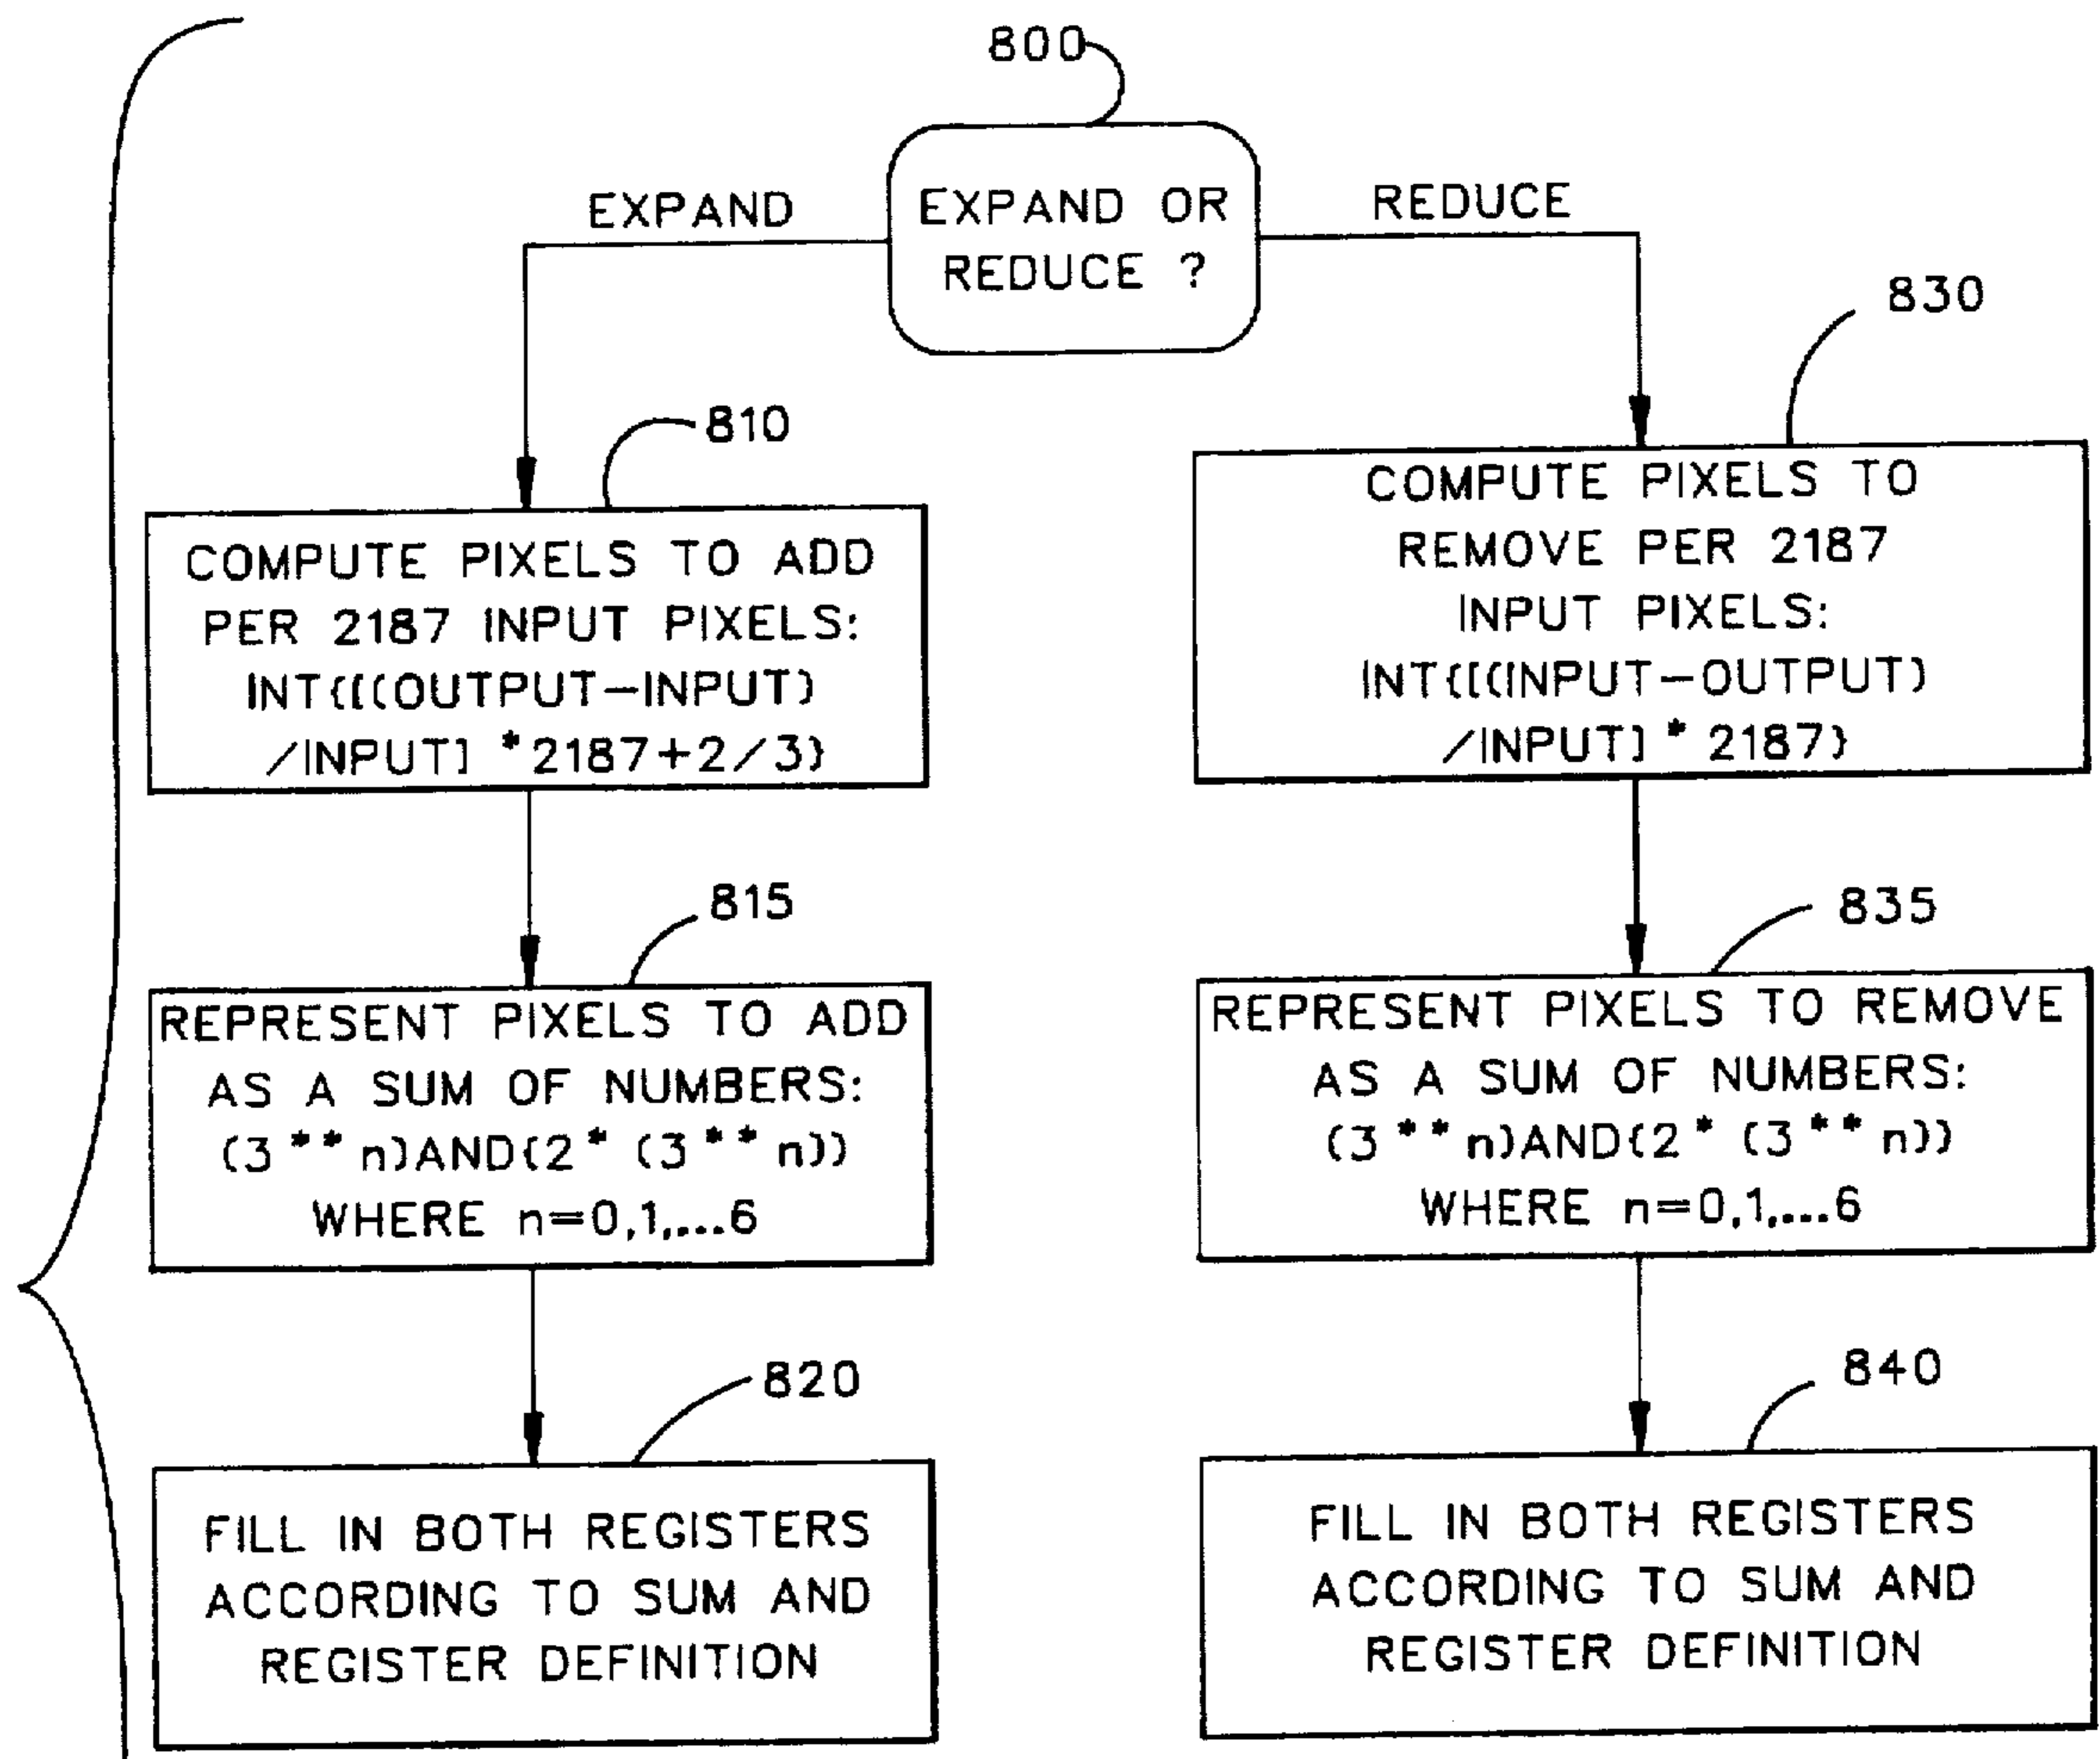 800
EXPAND OR
REDUCE ?
EXPAND
REDUCE
810
COMPUTE PIXELS TO ADD
PER 2187 INPUT PIXELS:
INT{[(OUTPUT-INPUT)
/INPUT] *2187+2/3}
815
REPRESENT PIXELS TO ADD
AS A SUM OF NUMBERS:
(3 ** n)AND(2* (3 ** n))
WHERE n=0,1,...6
820
FILL IN BOTH REGISTERS
ACCORDING TO SUM AND
REGISTER DEFINITION
830
COMPUTE PIXELS TO
REMOVE PER 2187
INPUT PIXELS:
INT{[(INPUT-OUTPUT)
/INPUT] * 2187}
835
REPRESENT PIXELS TO REMOVE
AS A SUM OF NUMBERS:
(3 ** n)AND(2* (3 ** n))
WHERE n=0,1,...6
840
FILL IN BOTH REGISTERS
ACCORDING TO SUM AND
REGISTER DEFINITION